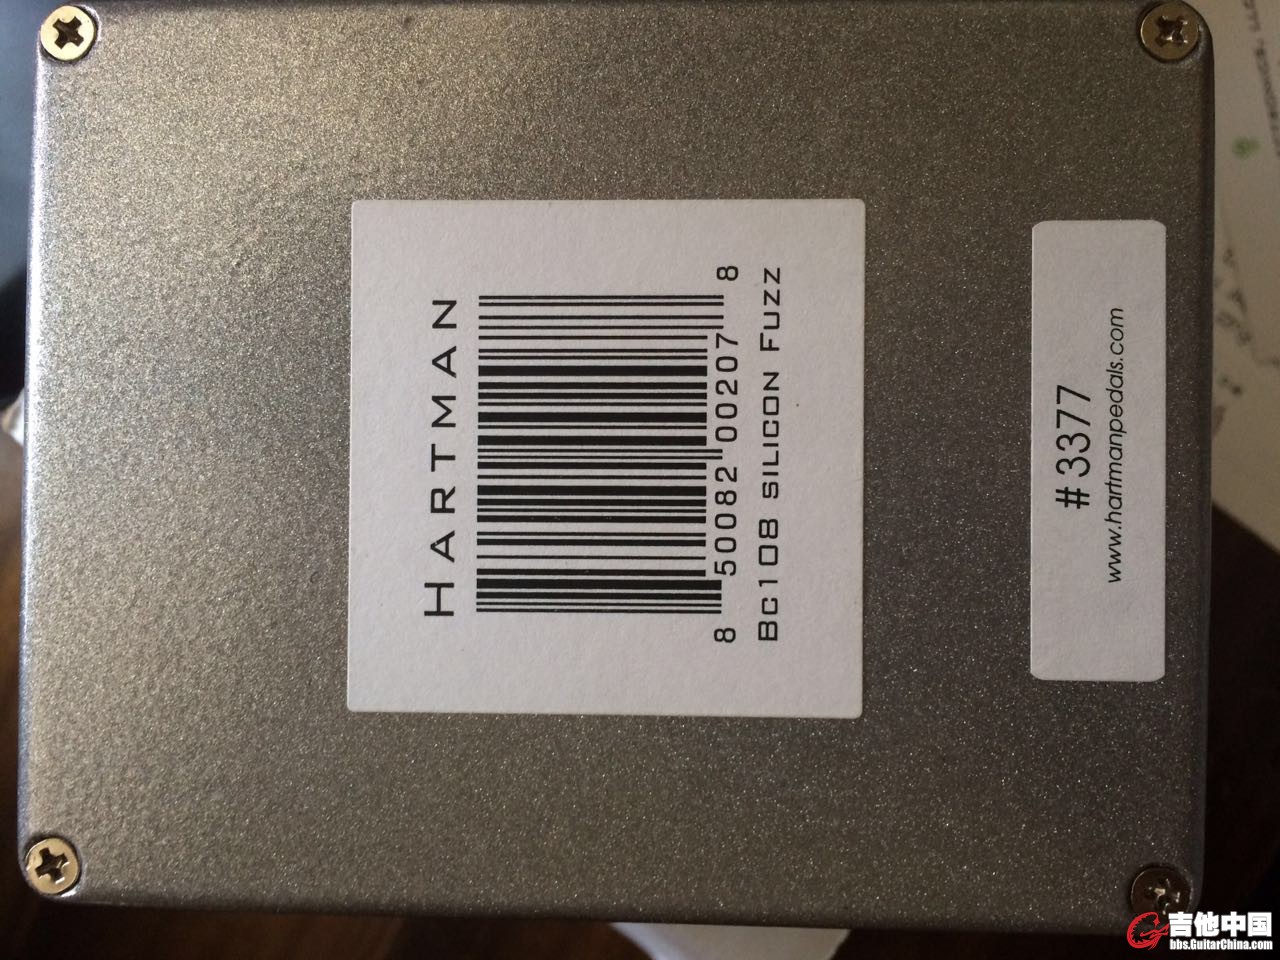 HARTMAN
8 50082 00207 8
BC108 SILICON FUZZ
#3377
www.hartmanpedals.com
吉他中国
bbs.GuitarChina.com